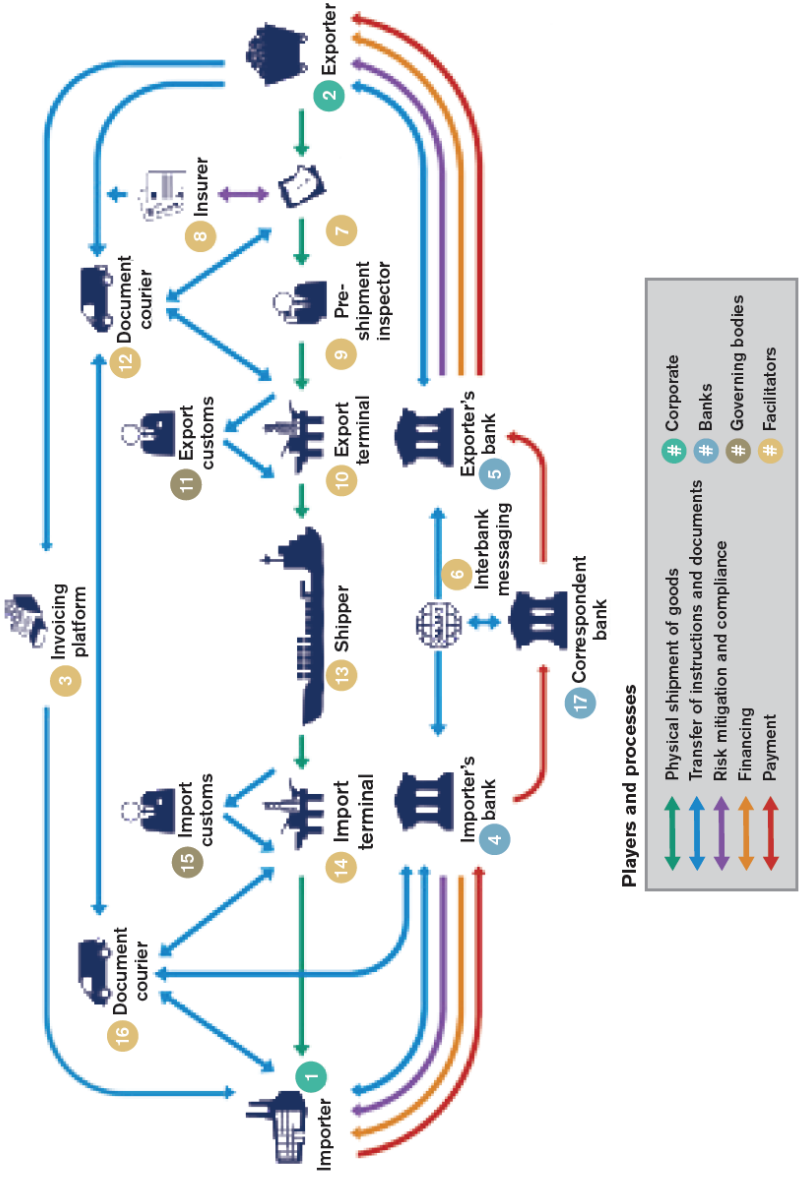 3
Invoicing
platform
16
Document
courier
12
Document
courier
15
Import
customs
11
Export
customs
8
Insurer
1
Importer
14
Import
terminal
13
Shipper
10
Export
terminal
9
Pre-
shipment
inspector
7
2
Exporter
4
Importer's
bank
6
Interbank
messaging
5
Exporter's
bank
17
Correspondent
bank
Players and processes
Physical shipment of goods
Transfer of instructions and documents
Risk mitigation and compliance
Financing
Payment
# Corporate
# Banks
# Governing bodies
# Facilitators